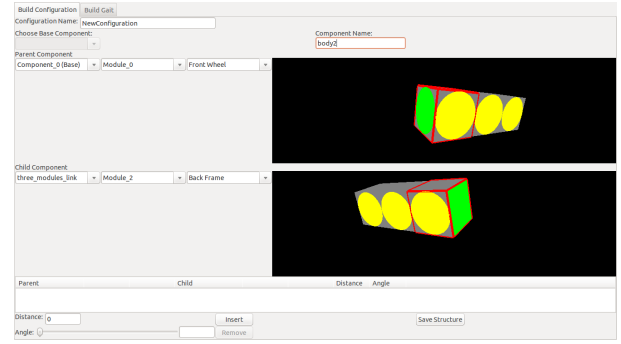 Build Configuration Build Gait
Configuration Name: NewConfiguration
Choose Base Component: Component Name:
body2
Parent Component
Component_0 (Base) Module_0 Front Wheel
Child Component
three_modules_link Module_2 Back Frame
Parent Child Distance Angle
Distance: 0 Insert Save Structure
Angle: Remove